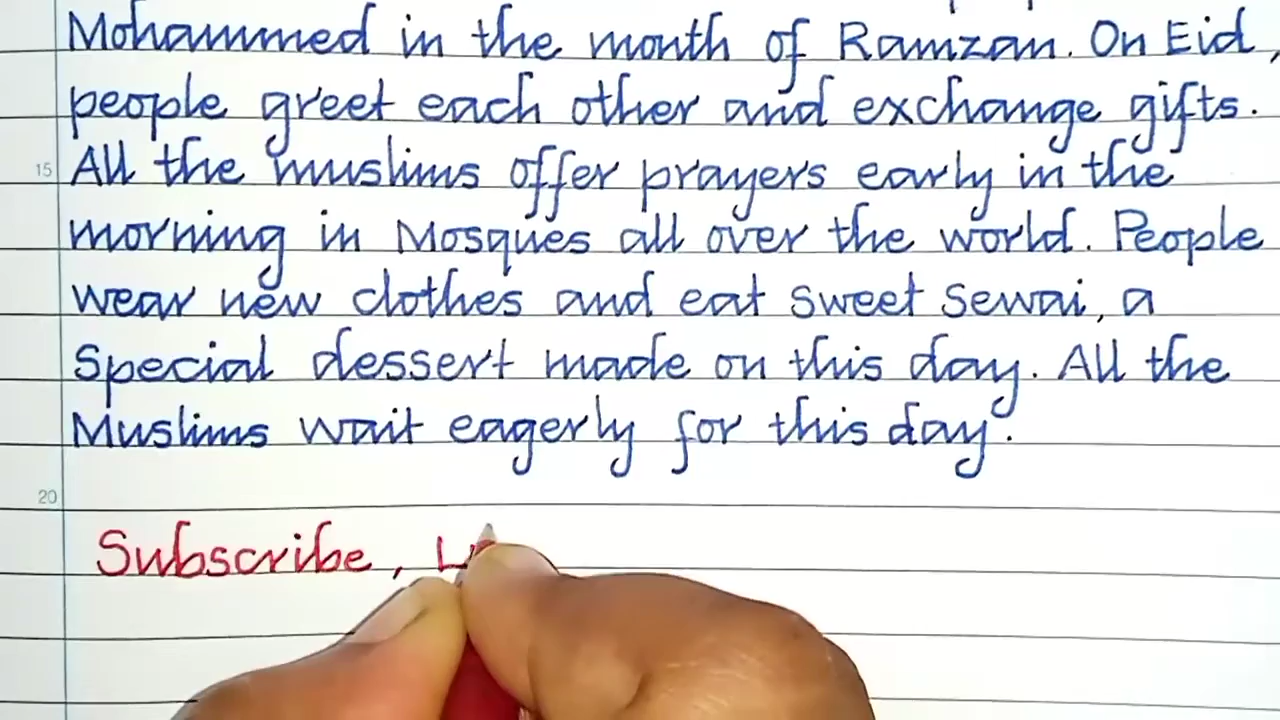 Mohammed in the month of Ramzan. On Eid,
people greet each other and exchange gifts.
15 All the muslims offer prayers early in the
morning in Mosques all over the world. People
wear new clothes and eat sweet Sewai, a
Special dessert made on this day. All the
Muslims wait eagerly for this day.
20
Subscribe,